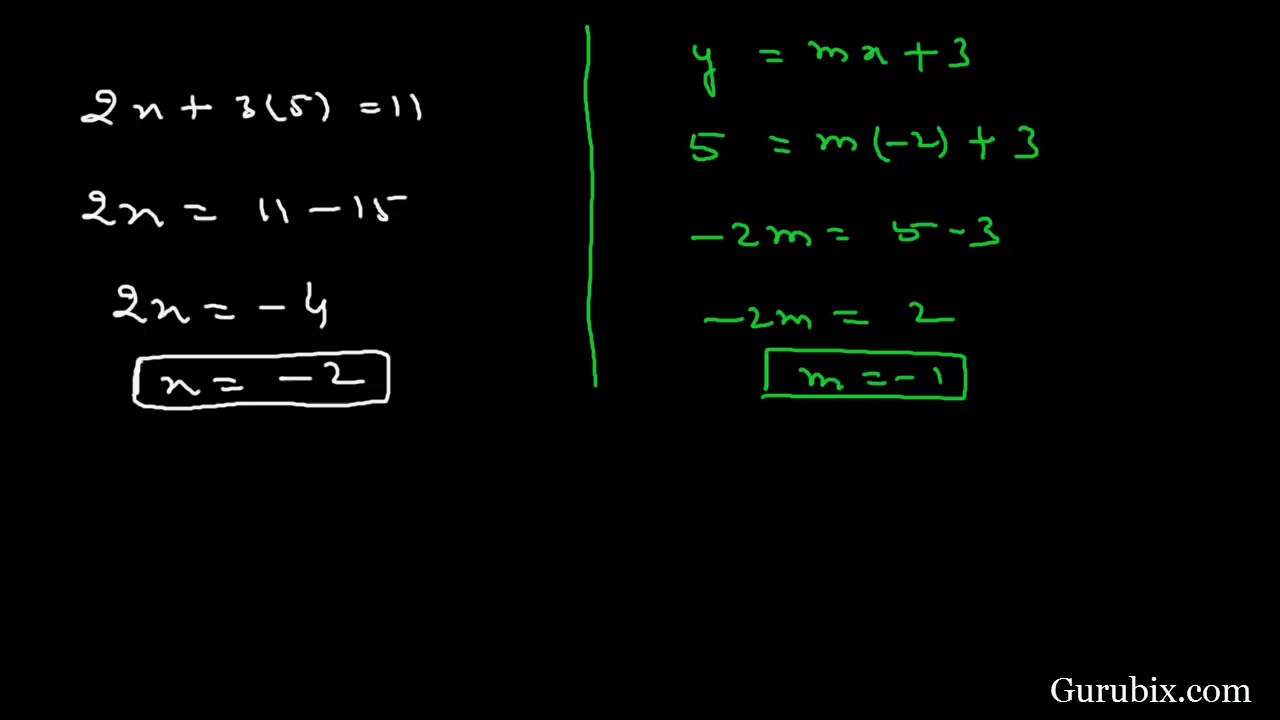 2x + 3(5) = 11
2x = 11 - 15
2x = - 4
x = - 2
y = mx + 3
5 = m(-2) + 3
-2m = 5 - 3
-2m = 2
m = - 1
Gurubix.com